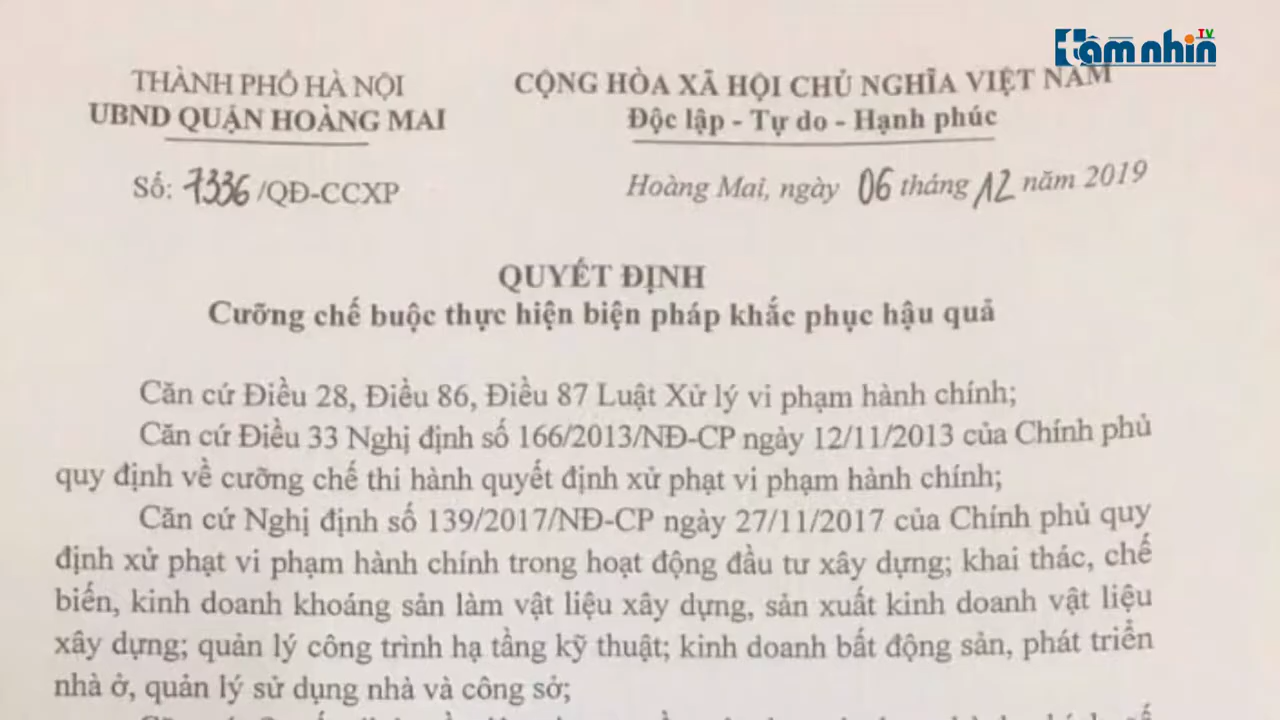 tầm nhìn TV
THÀNH PHỐ HÀ NỘI
UBND QUẬN HOÀNG MAI
CỘNG HÒA XÃ HỘI CHỦ NGHĨA VIỆT NAM
Độc lập - Tự do - Hạnh phúc
Số: 7336/QĐ-CCXP
Hoàng Mai, ngày 06 tháng 12 năm 2019
QUYẾT ĐỊNH
Cưỡng chế buộc thực hiện biện pháp khắc phục hậu quả
Căn cứ Điều 28, Điều 86, Điều 87 Luật Xử lý vi phạm hành chính;
Căn cứ Điều 33 Nghị định số 166/2013/NĐ-CP ngày 12/11/2013 của Chính phủ
quy định về cưỡng chế thi hành quyết định xử phạt vi phạm hành chính;
Căn cứ Nghị định số 139/2017/NĐ-CP ngày 27/11/2017 của Chính phủ quy
định xử phạt vi phạm hành chính trong hoạt động đầu tư xây dựng; khai thác, chế
biến, kinh doanh khoáng sản làm vật liệu xây dựng, sản xuất kinh doanh vật liệu
xây dựng; quản lý công trình hạ tầng kỹ thuật; kinh doanh bất động sản, phát triển
nhà ở, quản lý sử dụng nhà và công sở;